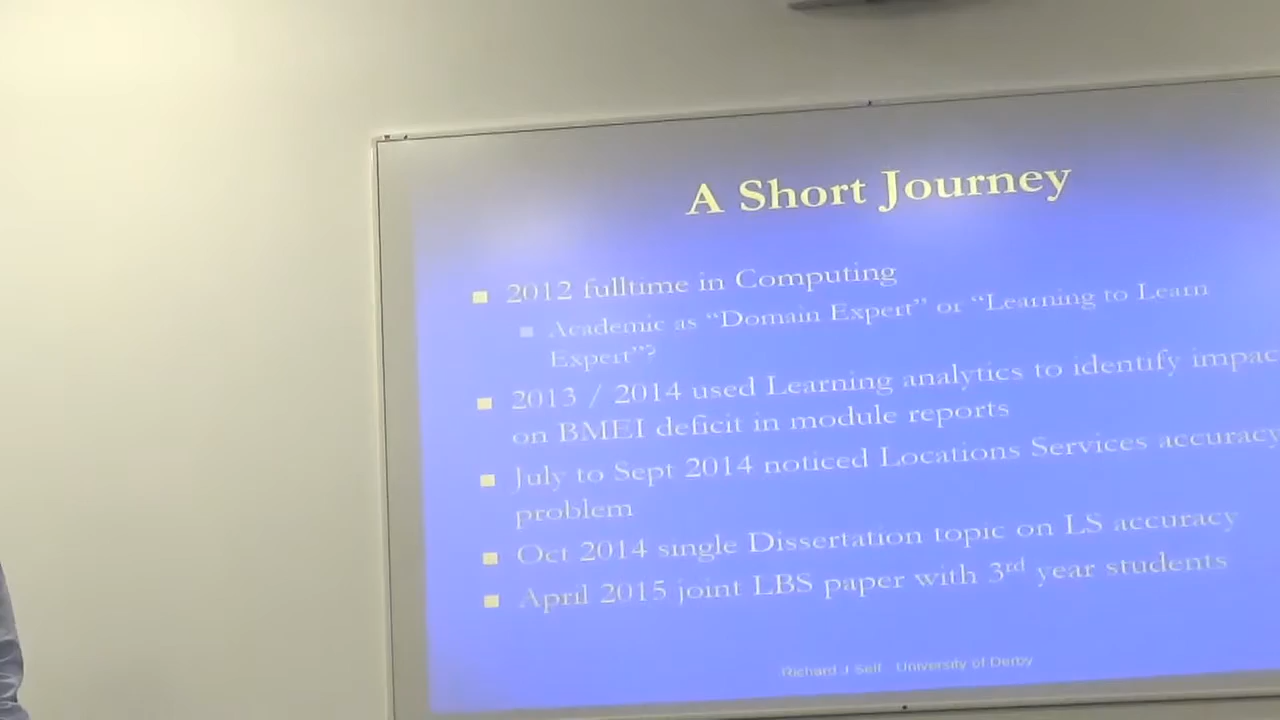 A Short Journey
2012 fulltime in Computing
Academic as “Domain Expert” or “Learning to Learn
Expert”?
2013 / 2014 used Learning analytics to identify impac
on BMEI deficit in module reports
July to Sept 2014 noticed Locations Services accuracy
problem
Oct 2014 single Dissertation topic on LS accuracy
April 2015 joint LBS paper with 3rd year students
Richard J Self University of Derby